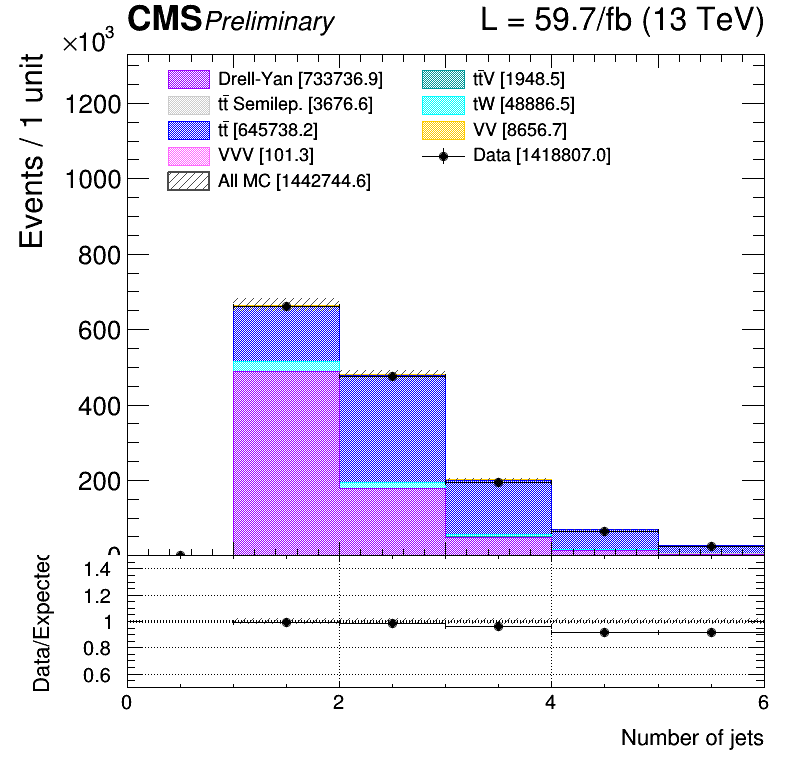 CMS Preliminary L = 59.7/fb (13 TeV)
×10³
Events / 1 unit
1200
1000
800
600
400
200
0
Drell-Yan [733736.9]
tt̄ Semilep. [3676.6]
tt̄ [645738.2]
VVV [101.3]
All MC [1442744.6]
tt̄V [1948.5]
tW [48886.5]
VV [8656.7]
Data [1418807.0]
Data/Expected
1.4
1.2
1
0.8
0.6
0 2 4 6
Number of jets